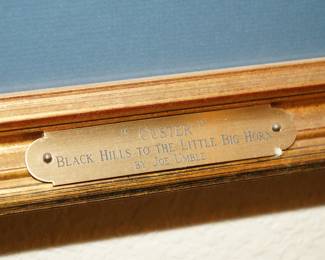 "CUSTER"
BLACK HILLS TO THE LITTLE BIG HORN
BY JOE UMBLE